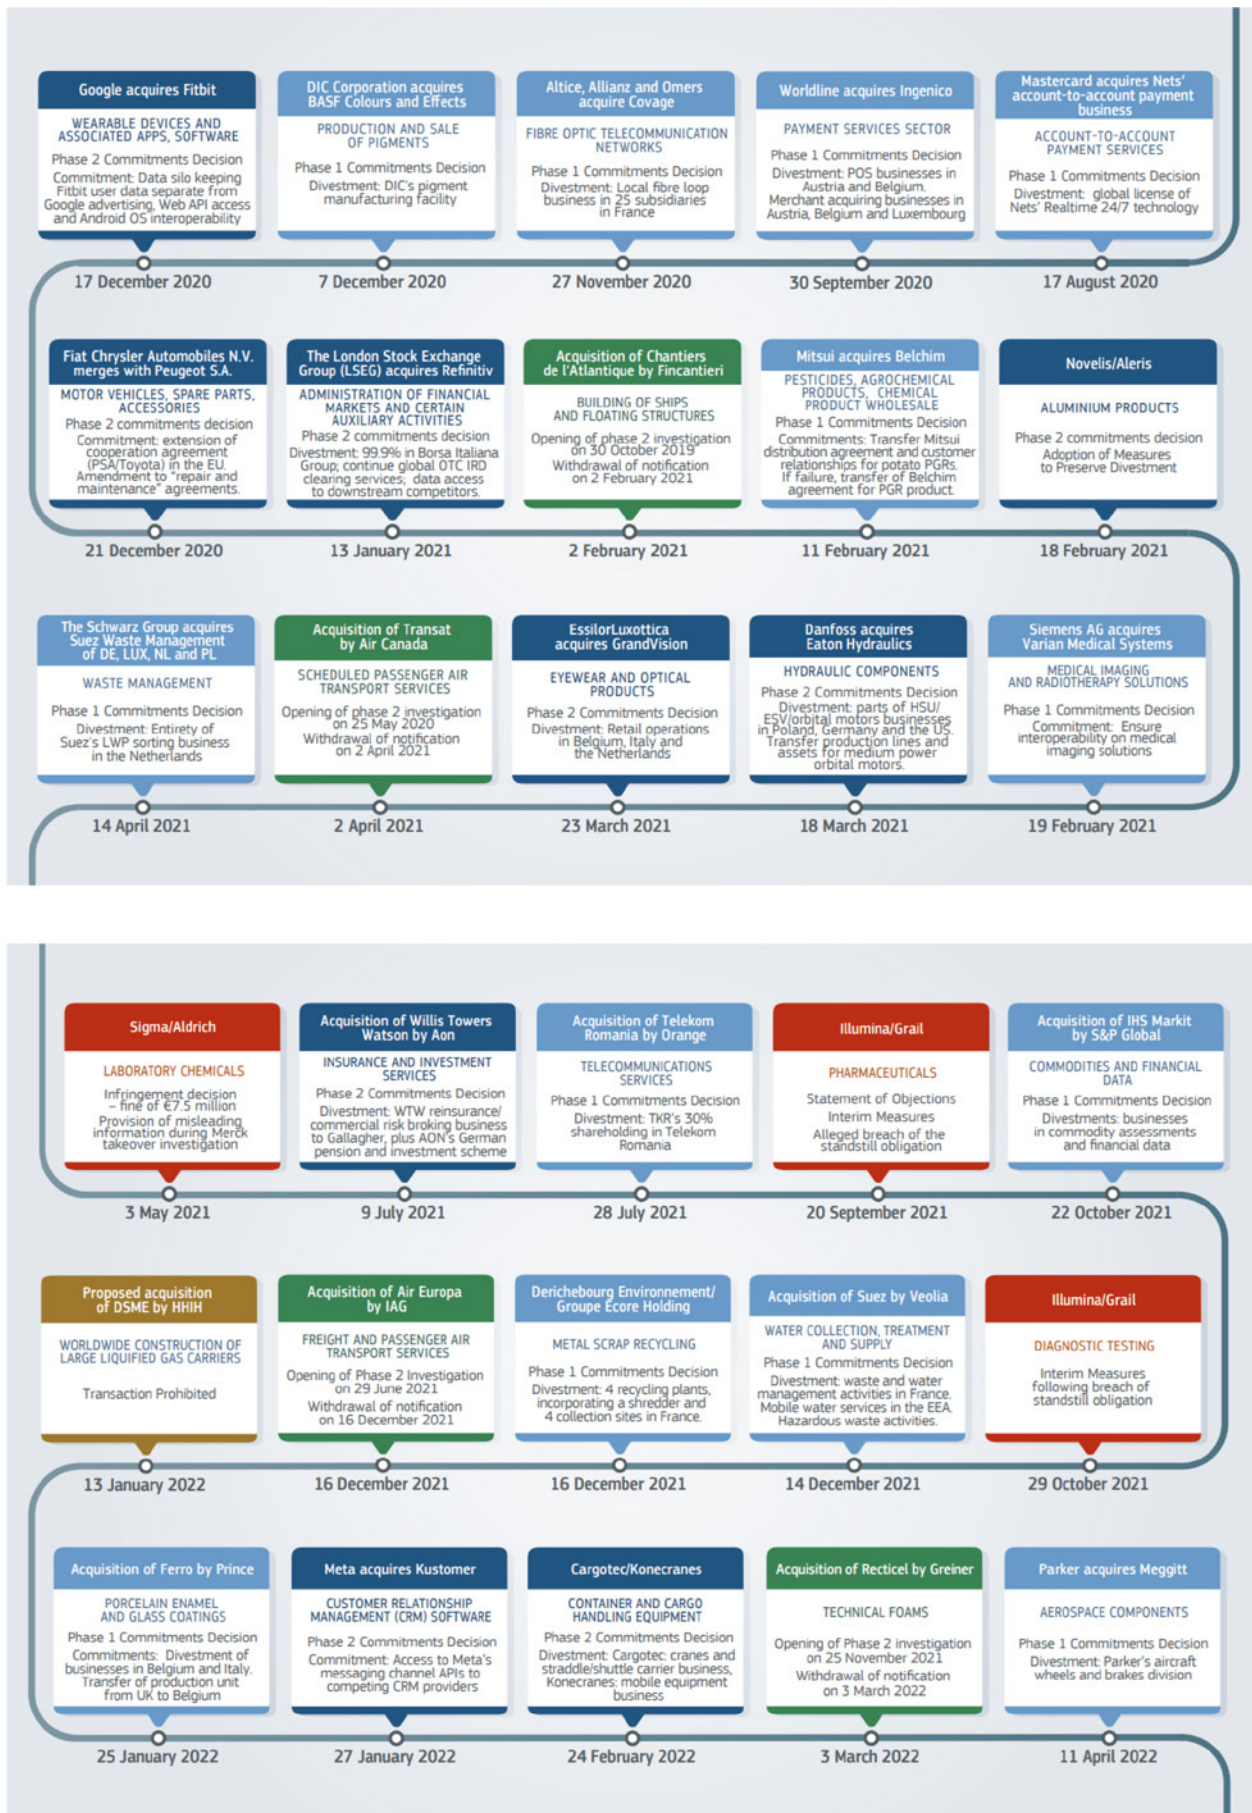 Google acquires Fitbit
WEARABLE DEVICES AND
ASSOCIATED APPS, SOFTWARE
Phase 2 Commitments Decision
Commitment: Data silo keeping
Fitbit user data separate from
Google advertising, Web API access
and Android OS interoperability
17 December 2020
DIC Corporation acquires
BASF Colours and Effects
PRODUCTION AND SALE
OF PIGMENTS
Phase 1 Commitments Decision
Divestment: DIC's pigment
manufacturing facility
7 December 2020
Altice, Allianz and Omers
acquire Covage
FIBRE OPTIC TELECOMMUNICATION
NETWORKS
Phase 1 Commitments Decision
Divestment: Local fibre loop
business in 25 subsidiaries
in France
27 November 2020
Worldline acquires Ingenico
PAYMENT SERVICES SECTOR
Phase 1 Commitments Decision
Divestment: POS businesses in
Austria and Belgium.
Merchant acquiring businesses in
Austria, Belgium and Luxembourg
30 September 2020
Mastercard acquires Nets'
account-to-account payment
business
ACCOUNT-TO-ACCOUNT
PAYMENT SERVICES
Phase 1 Commitments Decision
Divestment: global license of
Nets' Realtime 24/7 technology
17 August 2020
Fiat Chrysler Automobiles N.V.
merges with Peugeot S.A.
MOTOR VEHICLES, SPARE PARTS,
ACCESSORIES
Phase 2 commitments decision
Commitment: extension of
cooperation agreement
(PSA/Toyota) in the EU.
Amendment to "repair and
maintenance" agreements.
21 December 2020
The London Stock Exchange
Group (LSEG) acquires Refinitiv
ADMINISTRATION OF FINANCIAL
MARKETS AND CERTAIN
AUXILIARY ACTIVITIES
Phase 2 commitments decision
Divestment: 99.9% in Borsa Italiana
Group; continue global OTC IRD
clearing services; data access
to downstream competitors.
13 January 2021
Acquisition of Chantiers
de l'Atlantique by Fincantieri
BUILDING OF SHIPS
AND FLOATING STRUCTURES
Opening of phase 2 investigation
on 30 October 2019
Withdrawal of notification
on 2 February 2021
2 February 2021
Mitsui acquires Belchim
PESTICIDES, AGROCHEMICAL
PRODUCTS, CHEMICAL
PRODUCT WHOLESALE
Phase 1 Commitments Decision
Commitments: Transfer Mitsui
distribution agreement and customer
relationships for potato PGRs.
If failure, transfer of Belchim
agreement for PGR product.
11 February 2021
Novelis/Aleris
ALUMINIUM PRODUCTS
Phase 2 commitments decision
Adoption of Measures
to Preserve Divestment
18 February 2021
The Schwarz Group acquires
Suez Waste Management
of DE, LUX, NL and PL
WASTE MANAGEMENT
Phase 1 Commitments Decision
Divestment: Entirety of
Suez's LWP sorting business
in the Netherlands
14 April 2021
Acquisition of Transat
by Air Canada
SCHEDULED PASSENGER AIR
TRANSPORT SERVICES
Opening of phase 2 investigation
on 25 May 2020
Withdrawal of notification
on 2 April 2021
2 April 2021
EssilorLuxottica
acquires GrandVision
EYEWEAR AND OPTICAL
PRODUCTS
Phase 2 Commitments Decision
Divestment: Retail operations
in Belgium, Italy and
the Netherlands
23 March 2021
Danfoss acquires
Eaton Hydraulics
HYDRAULIC COMPONENTS
Phase 2 Commitments Decision
Divestment: parts of HSU/
ESV/orbital motors businesses
in Poland, Germany and the US.
Transfer production lines and
assets for medium power
orbital motors.
18 March 2021
Siemens AG acquires
Varian Medical Systems
MEDICAL IMAGING
AND RADIOTHERAPY SOLUTIONS
Phase 1 Commitments Decision
Commitment: Ensure
interoperability on medical
imaging solutions
19 February 2021
Sigma/Aldrich
LABORATORY CHEMICALS
Infringement decision
– fine of €7.5 million
Provision of misleading
information during Merck
takeover investigation
3 May 2021
Acquisition of Willis Towers
Watson by Aon
INSURANCE AND INVESTMENT
SERVICES
Phase 2 Commitments Decision
Divestment: WTW reinsurance/
commercial risk broking business
to Gallagher, plus AON's German
pension and investment scheme
9 July 2021
Acquisition of Telekom
Romania by Orange
TELECOMMUNICATIONS
SERVICES
Phase 1 Commitments Decision
Divestment: TKR's 30%
shareholding in Telekom
Romania
28 July 2021
Illumina/Grail
PHARMACEUTICALS
Statement of Objections
Interim Measures
Alleged breach of the
standstill obligation
20 September 2021
Acquisition of IHS Markit
by S&P Global
COMMODITIES AND FINANCIAL
DATA
Phase 1 Commitments Decision
Divestments: businesses
in commodity assessments
and financial data
22 October 2021
Proposed acquisition
of DSME by HHIH
WORLDWIDE CONSTRUCTION OF
LARGE LIQUIFIED GAS CARRIERS
Transaction Prohibited
13 January 2022
Acquisition of Air Europa
by IAG
FREIGHT AND PASSENGER AIR
TRANSPORT SERVICES
Opening of Phase 2 Investigation
on 29 June 2021
Withdrawal of notification
on 16 December 2021
16 December 2021
Derichebourg Environnement/
Groupe Ecore Holding
METAL SCRAP RECYCLING
Phase 1 Commitments Decision
Divestment: 4 recycling plants,
incorporating a shredder and
4 collection sites in France.
16 December 2021
Acquisition of Suez by Veolia
WATER COLLECTION, TREATMENT
AND SUPPLY
Phase 1 Commitments Decision
Divestment: waste and water
management activities in France.
Mobile water services in the EEA.
Hazardous waste activities.
14 December 2021
Illumina/Grail
DIAGNOSTIC TESTING
Interim Measures
following breach of
standstill obligation
29 October 2021
Acquisition of Ferro by Prince
PORCELAIN ENAMEL
AND GLASS COATINGS
Phase 1 Commitments Decision
Commitments: Divestment of
businesses in Belgium and Italy.
Transfer of production unit
from UK to Belgium
25 January 2022
Meta acquires Kustomer
CUSTOMER RELATIONSHIP
MANAGEMENT (CRM) SOFTWARE
Phase 2 Commitments Decision
Commitment: Access to Meta's
messaging channel APIs to
competing CRM providers
27 January 2022
Cargotec/Konecranes
CONTAINER AND CARGO
HANDLING EQUIPMENT
Phase 2 Commitments Decision
Divestment: Cargotec: cranes and
straddle/shuttle carrier business,
Konecranes: mobile equipment
business
24 February 2022
Acquisition of Recticel by Greiner
TECHNICAL FOAMS
Opening of Phase 2 investigation
on 25 November 2021
Withdrawal of notification
on 3 March 2022
3 March 2022
Parker acquires Meggitt
AEROSPACE COMPONENTS
Phase 1 Commitments Decision
Divestment: Parker's aircraft
wheels and brakes division
11 April 2022